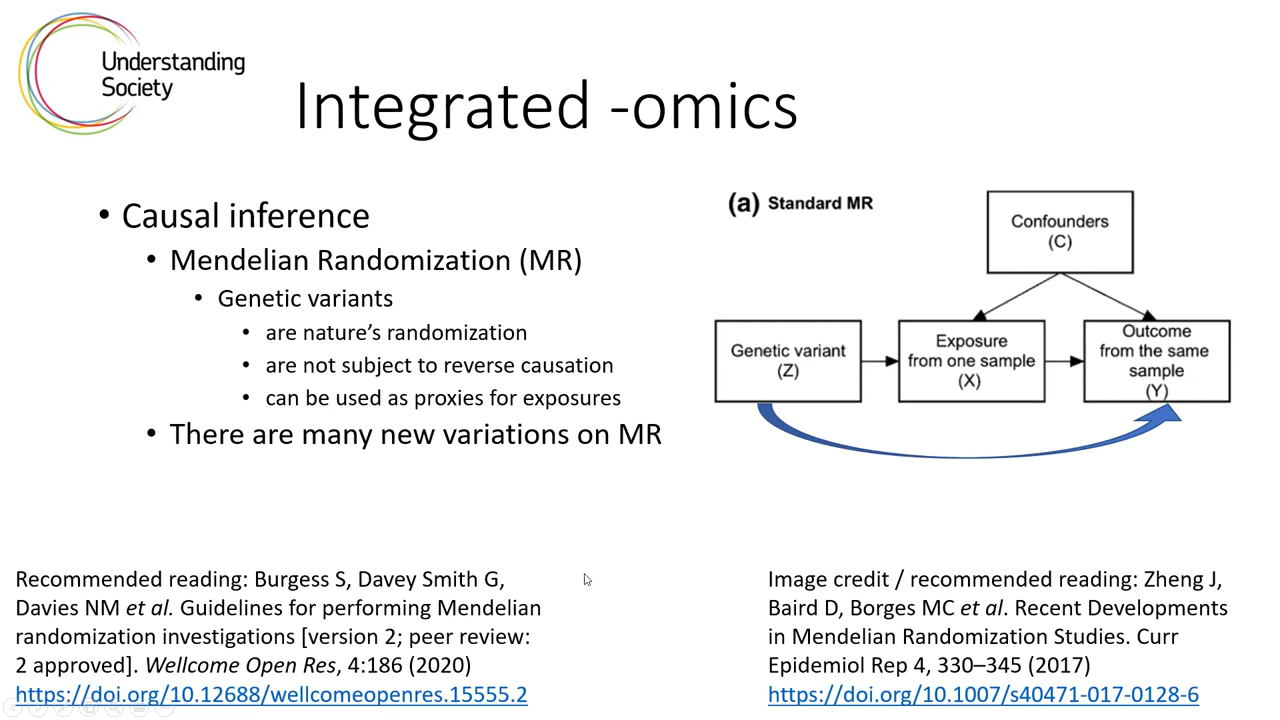 Understanding
Society
Integrated -omics
• Causal inference
• Mendelian Randomization (MR)
• Genetic variants
• are nature's randomization
• are not subject to reverse causation
• can be used as proxies for exposures
• There are many new variations on MR
(a) Standard MR
Confounders
(C)
Genetic variant
(Z)
Exposure
from one sample
(X)
Outcome
from the same
sample
(Y)
Recommended reading: Burgess S, Davey Smith G,
Davies NM et al. Guidelines for performing Mendelian
randomization investigations [version 2; peer review:
2 approved]. Wellcome Open Res, 4:186 (2020)
https://doi.org/10.12688/wellcomeopenres.15555.2
Image credit / recommended reading: Zheng J,
Baird D, Borges MC et al. Recent Developments
in Mendelian Randomization Studies. Curr
Epidemiol Rep 4, 330–345 (2017)
https://doi.org/10.1007/s40471-017-0128-6